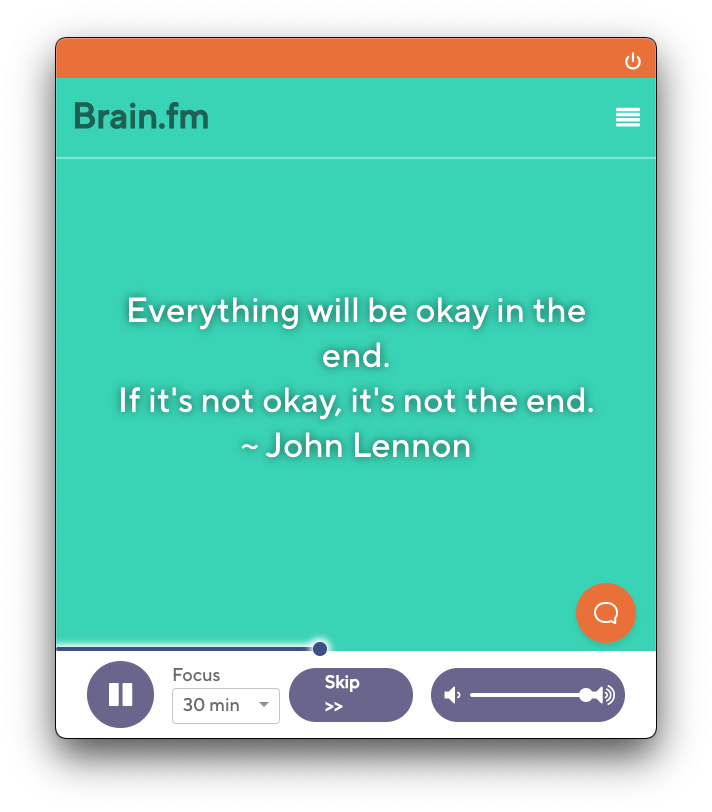 Brain.fm
Everything will be okay in the
end.
If it's not okay, it's not the end.
~ John Lennon
Focus
30 min
Skip
>>